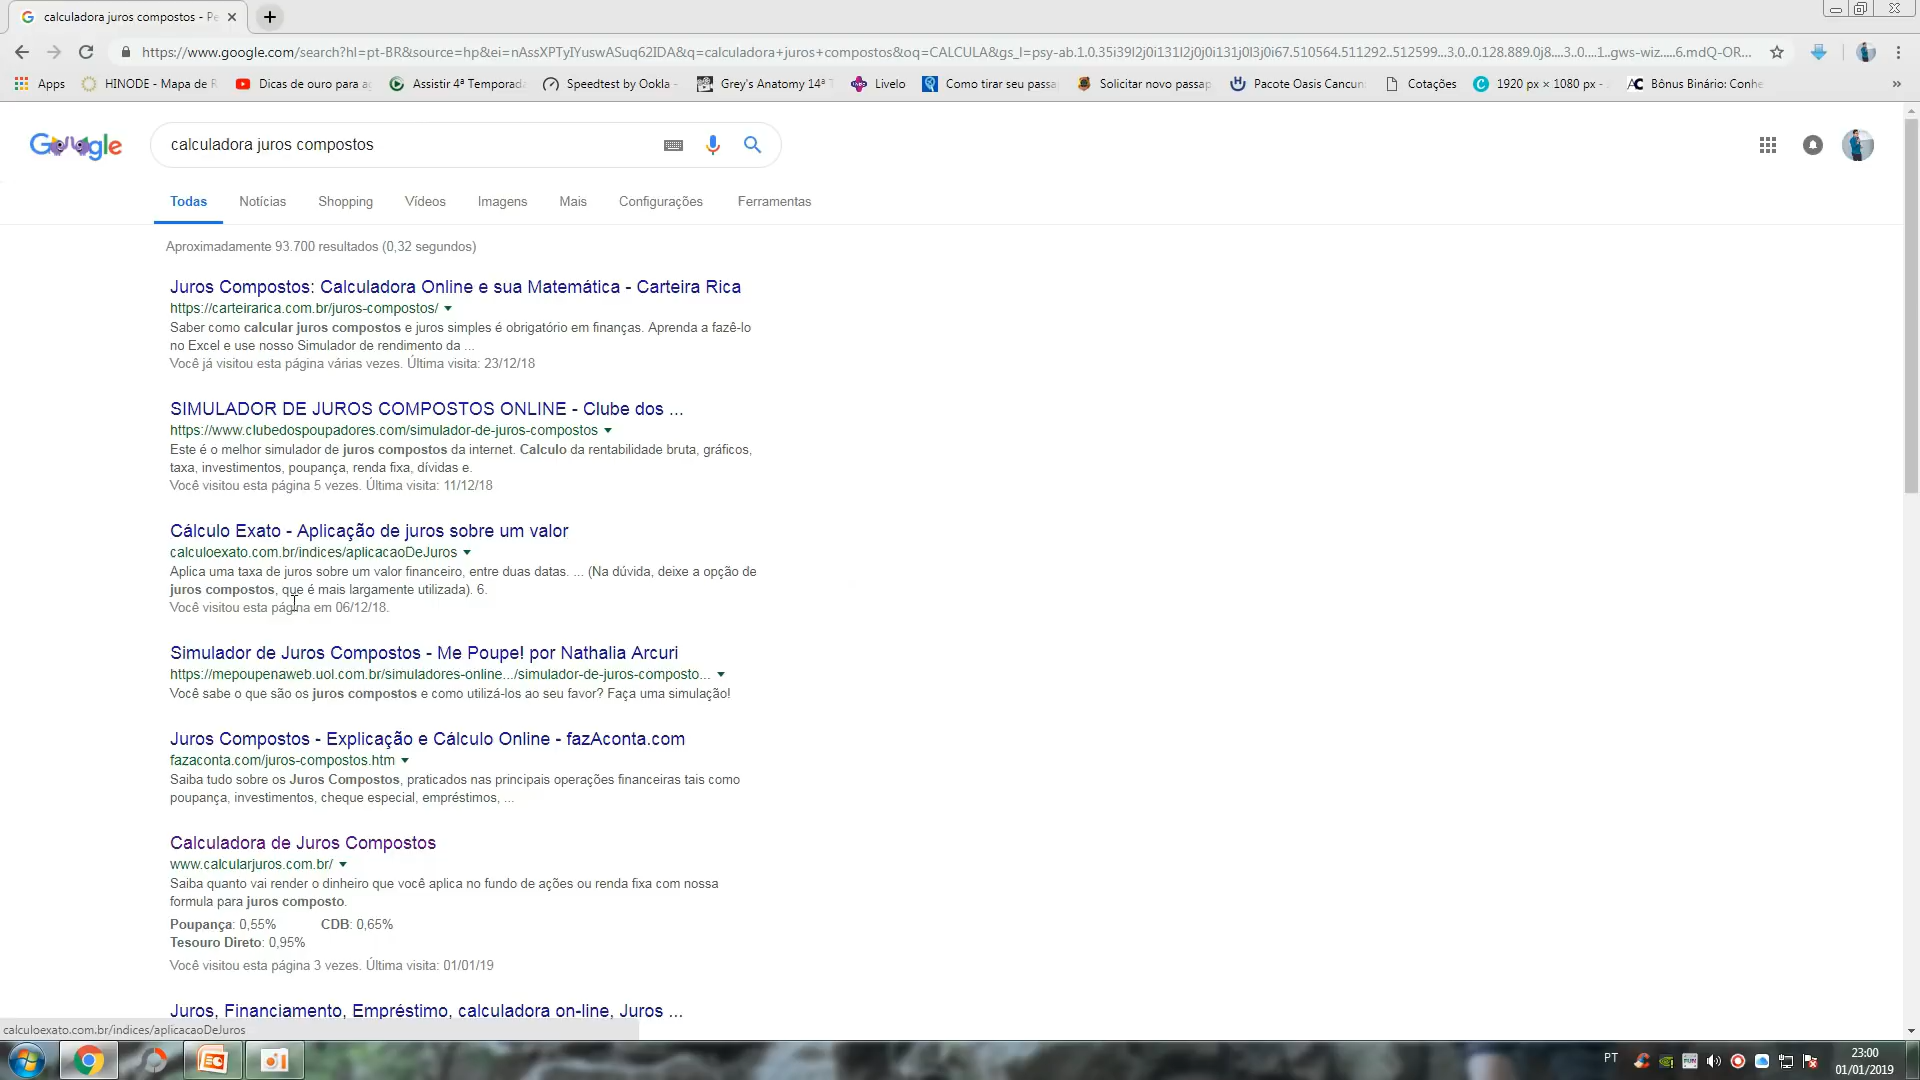 calculadora juros compostos - Pe
https://www.google.com/search?hl=pt-BR&source=hp&ei=nAssXPTyIYuswASuq62IDA&q=calculadora+juros+compostos&oq=CALCULA&gs_l=psy-ab.1.0.35i39l2j0i131l2j0j0i131j0l3j0i67.510564.511292..512599...3.0..0.128.889.0j8....3..0....1..gws-wiz.....6.mdQ-OR...
Apps HINODE - Mapa de R Dicas de ouro para ag Assistir 4ª Temporada Speedtest by Ookla - Grey's Anatomy 14ª T Livelo Como tirar seu passa Solicitar novo passap Pacote Oasis Cancun: Cotações 1920 px × 1080 px - Bônus Binário: Conhe »
Google calculadora juros compostos
Todas Notícias Shopping Vídeos Imagens Mais Configurações Ferramentas
Aproximadamente 93.700 resultados (0,32 segundos)
Juros Compostos: Calculadora Online e sua Matemática - Carteira Rica
https://carteirarica.com.br/juros-compostos/
Saber como calcular juros compostos e juros simples é obrigatório em finanças. Aprenda a fazê-lo
no Excel e use nosso Simulador de rendimento da ...
Você já visitou esta página várias vezes. Última visita: 23/12/18
SIMULADOR DE JUROS COMPOSTOS ONLINE - Clube dos ...
https://www.clubedospoupadores.com/simulador-de-juros-compostos
Este é o melhor simulador de juros compostos da internet. Calculo da rentabilidade bruta, gráficos,
taxa, investimentos, poupança, renda fixa, dívidas e.
Você visitou esta página 5 vezes. Última visita: 11/12/18
Cálculo Exato - Aplicação de juros sobre um valor
calculoexato.com.br/indices/aplicacaoDeJuros
Aplica uma taxa de juros sobre um valor financeiro, entre duas datas. ... (Na dúvida, deixe a opção de
juros compostos, que é mais largamente utilizada). 6.
Você visitou esta página em 06/12/18.
Simulador de Juros Compostos - Me Poupe! por Nathalia Arcuri
https://mepoupenaweb.uol.com.br/simuladores-online.../simulador-de-juros-composto...
Você sabe o que são os juros compostos e como utilizá-los ao seu favor? Faça uma simulação!
Juros Compostos - Explicação e Cálculo Online - fazAconta.com
fazaconta.com/juros-compostos.htm
Saiba tudo sobre os Juros Compostos, praticados nas principais operações financeiras tais como
poupança, investimentos, cheque especial, empréstimos, ...
Calculadora de Juros Compostos
www.calcularjuros.com.br/
Saiba quanto vai render o dinheiro que você aplica no fundo de ações ou renda fixa com nossa
formula para juros composto.
Poupança: 0,55% CDB: 0,65%
Tesouro Direto: 0,95%
Você visitou esta página 3 vezes. Última visita: 01/01/19
Juros, Financiamento, Empréstimo, calculadora on-line, Juros ...
calculoexato.com.br/indices/aplicacaoDeJuros
PT 23:00
01/01/2019